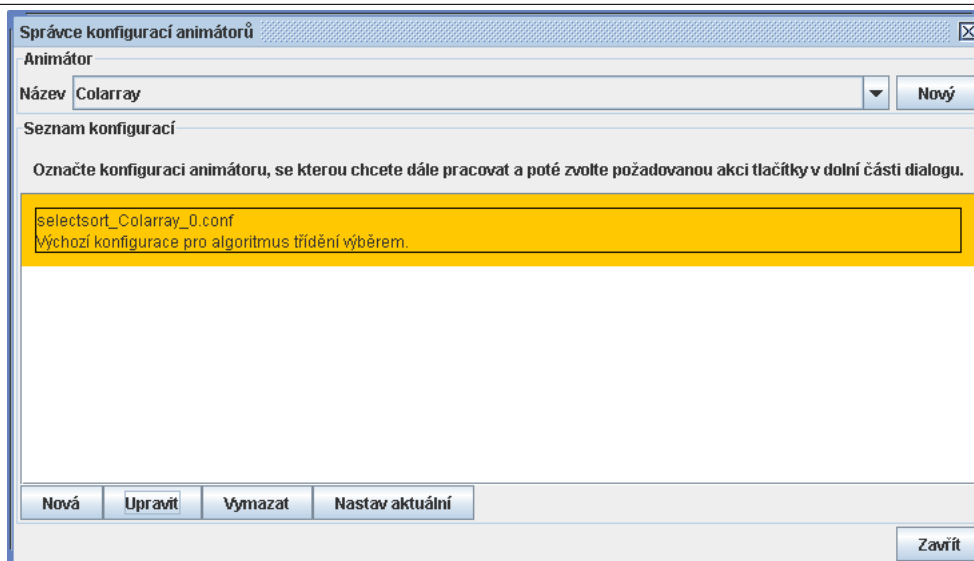 Správce konfigurací animátorů
Animátor
Název Colarray Nový
Seznam konfigurací
Označte konfiguraci animátoru, se kterou chcete dále pracovat a poté zvolte požadovanou akci tlačítky v dolní části dialogu.
selectsort_Colarray_0.conf
Výchozí konfigurace pro algoritmus třídění výběrem.
Nová Upravit Vymazat Nastav aktuální
Zavřít